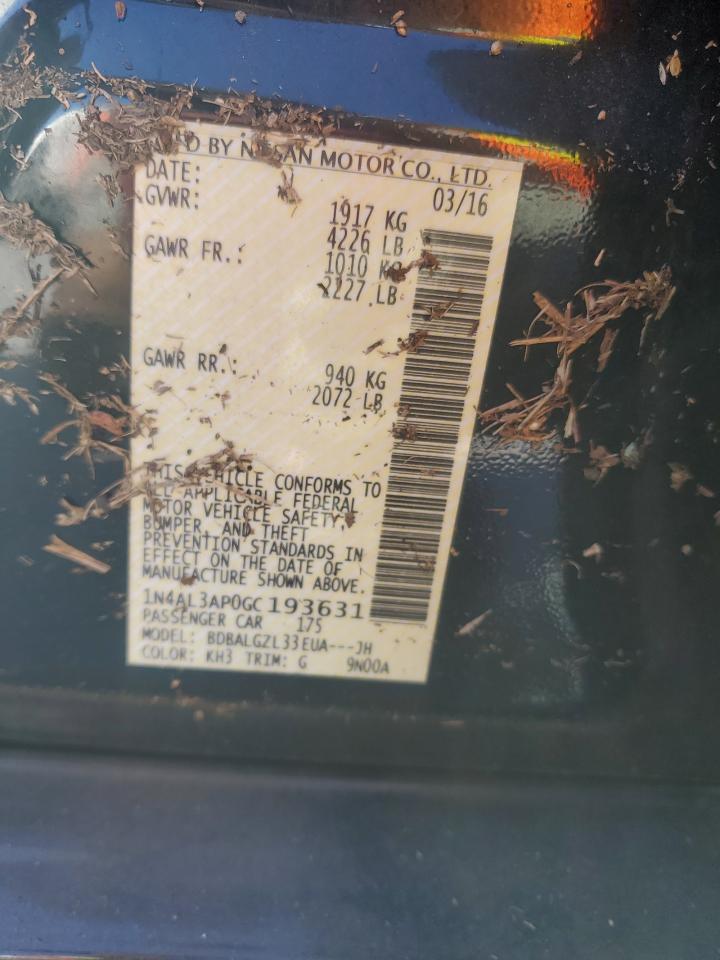 BY NISSAN MOTOR CO., LTD.
DATE: 03/16
GVWR: 1917 KG
4226 LB
GAWR FR.: 1010 KG
2227 LB
GAWR RR.: 940 KG
2072 LB
THIS VEHICLE CONFORMS TO
ALL APPLICABLE FEDERAL
MOTOR VEHICLE SAFETY,
BUMPER, AND THEFT
PREVENTION STANDARDS IN
EFFECT ON THE DATE OF
MANUFACTURE SHOWN ABOVE.
1N4AL3AP0GC193631
PASSENGER CAR 175
MODEL: BDBALGZL33EUA---JH
COLOR: KH3 TRIM: G 9N00A